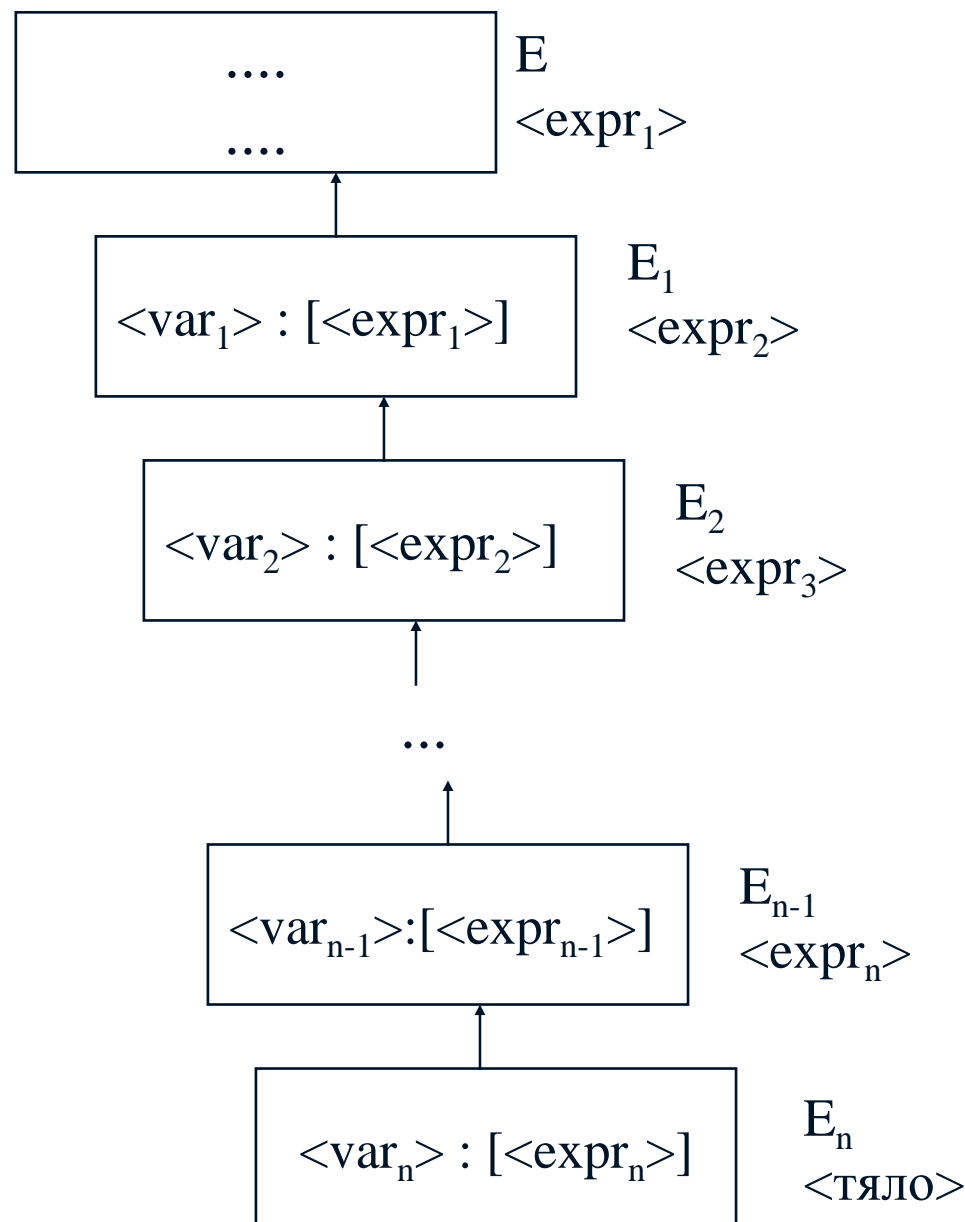 ....
E
....
<expr₁>
E₁
<var₁> : [<expr₁>]
<expr₂>
E₂
<var₂> : [<expr₂>]
<expr₃>
...
Eₙ₋₁
<varₙ₋₁>:[<exprₙ₋₁>]
<exprₙ>
Eₙ
<varₙ> : [<exprₙ>]
<тяло>